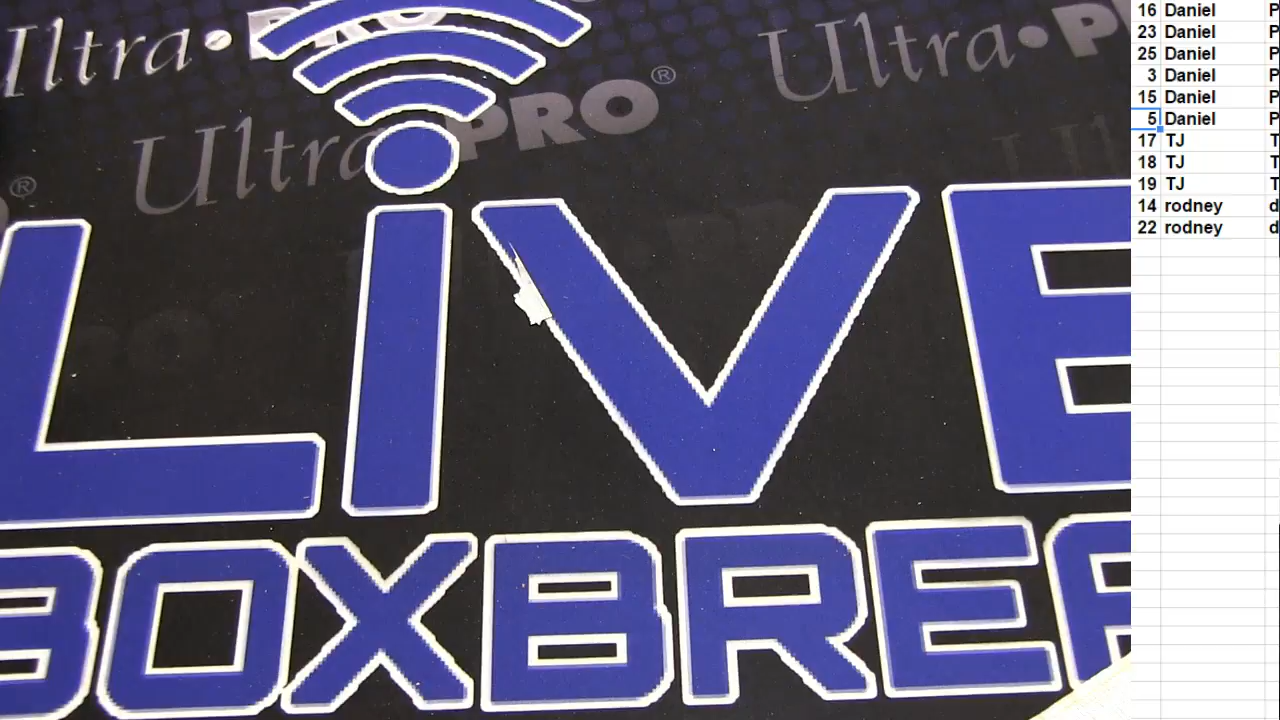 Ultra•PRO
Ultra•P
Ultra PRO®
®
LiVE
BOXBREA
16 Daniel P
23 Daniel P
25 Daniel P
3 Daniel P
15 Daniel P
5 Daniel P
17 TJ T
18 TJ T
19 TJ T
14 rodney d
22 rodney d